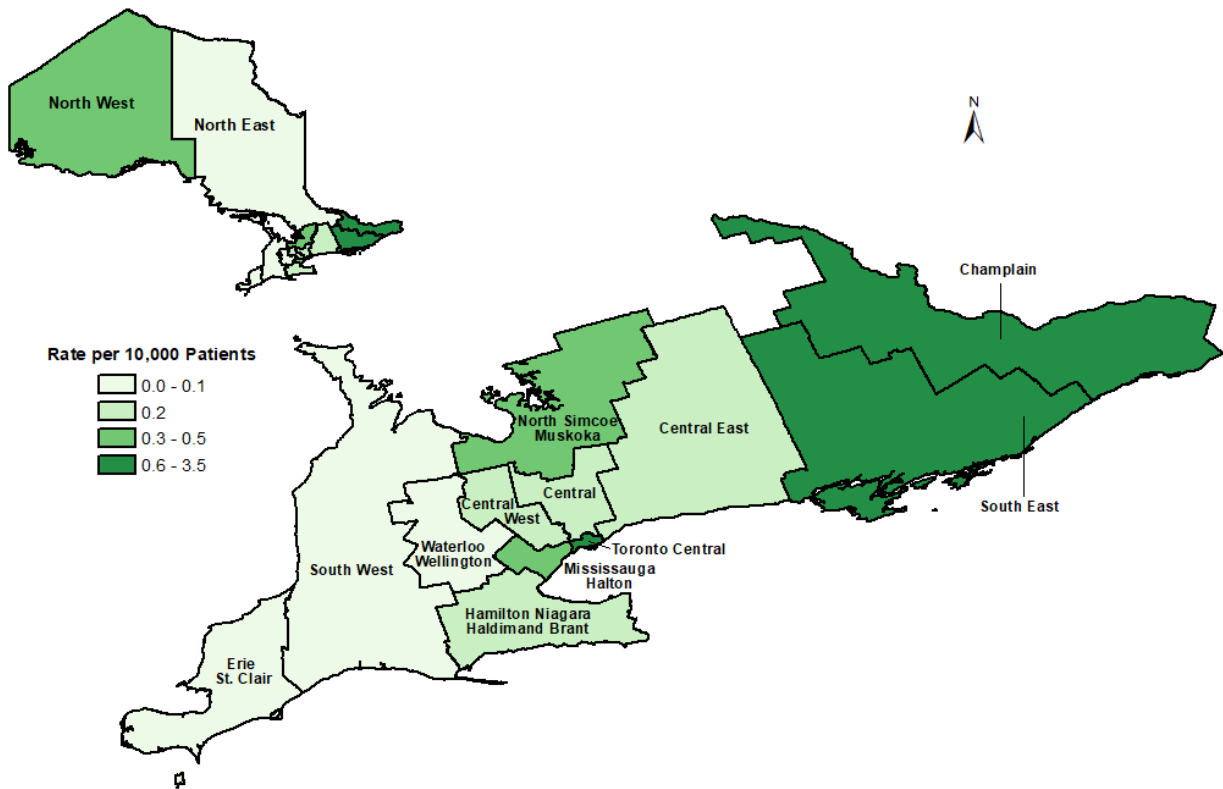 North West
North East
N
Champlain
Rate per 10,000 Patients
0.0 - 0.1
0.2
0.3 - 0.5
0.6 - 3.5
North Simcoe
Muskoka
Central East
Central
Central
West
South East
Waterloo
Wellington
Toronto Central
South West
Mississauga
Halton
Hamilton Niagara
Haldimand Brant
Erie
St. Clair